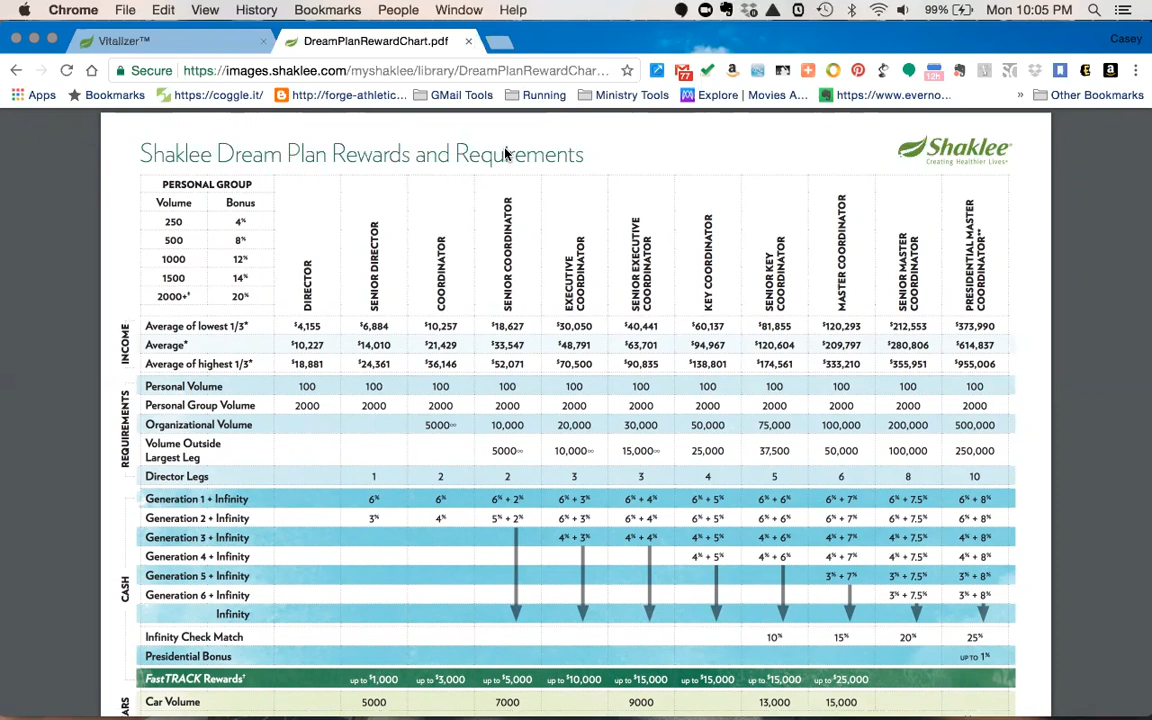 Chrome File Edit View History Bookmarks People Window Help 99% Mon 10:05 PM
Vitalizer™ DreamPlanRewardChart.pdf Casey
Secure https://images.shaklee.com/myshaklee/library/DreamPlanRewardChar... 77 12h
Apps Bookmarks https://coggle.it/ http://forge-athletic... GMail Tools Running Ministry Tools Explore | Movies A... https://www.everno... » Other Bookmarks
Shaklee Dream Plan Rewards and Requirements
Shaklee®
Creating Healthier Lives®
PERSONAL GROUP
Volume Bonus
250 4%
500 8%
1000 12%
1500 14%
2000+† 20%
DIRECTOR
SENIOR DIRECTOR
COORDINATOR
SENIOR COORDINATOR
EXECUTIVE
COORDINATOR
SENIOR EXECUTIVE
COORDINATOR
KEY COORDINATOR
SENIOR KEY
COORDINATOR
MASTER COORDINATOR
SENIOR MASTER
COORDINATOR
PRESIDENTIAL MASTER
COORDINATOR**
INCOME
Average of lowest 1/3* $4,155 $6,884 $10,257 $18,627 $30,050 $40,441 $60,137 $81,855 $120,293 $212,553 $373,990
Average* $10,227 $14,010 $21,429 $33,547 $48,791 $63,701 $94,967 $120,604 $209,797 $280,806 $614,837
Average of highest 1/3* $18,881 $24,361 $36,146 $52,071 $70,500 $90,835 $138,801 $174,561 $333,210 $355,951 $955,006
REQUIREMENTS
Personal Volume 100 100 100 100 100 100 100 100 100 100 100
Personal Group Volume 2000 2000 2000 2000 2000 2000 2000 2000 2000 2000 2000
Organizational Volume 5000∞ 10,000 20,000 30,000 50,000 75,000 100,000 200,000 500,000
Volume Outside
Largest Leg 5000∞ 10,000∞ 15,000∞ 25,000 37,500 50,000 100,000 250,000
Director Legs 1 2 2 3 3 4 5 6 8 10
CASH
Generation 1 + Infinity 6% 6% 6% + 2% 6% + 3% 6% + 4% 6% + 5% 6% + 6% 6% + 7% 6% + 7.5% 6% + 8%
Generation 2 + Infinity 3% 4% 5% + 2% 6% + 3% 6% + 4% 6% + 5% 6% + 6% 6% + 7% 6% + 7.5% 6% + 8%
Generation 3 + Infinity 4% + 3% 4% + 4% 4% + 5% 4% + 6% 4% + 7% 4% + 7.5% 4% + 8%
Generation 4 + Infinity 4% + 5% 4% + 6% 4% + 7% 4% + 7.5% 4% + 8%
Generation 5 + Infinity 3% + 7% 3% + 7.5% 3% + 8%
Generation 6 + Infinity 3% + 7.5% 3% + 8%
Infinity
Infinity Check Match 10% 15% 20% 25%
Presidential Bonus UP TO 1%
FastTRACK Rewards† up to $1,000 up to $3,000 up to $5,000 up to $10,000 up to $15,000 up to $15,000 up to $15,000 up to $25,000
Car Volume 5000 7000 9000 13,000 15,000